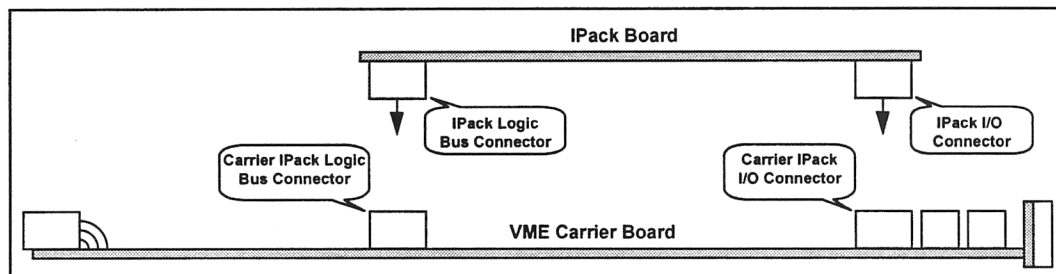 IPack Board
IPack Logic
Bus Connector
IPack I/O
Connector
Carrier IPack Logic
Bus Connector
Carrier IPack
I/O Connector
VME Carrier Board